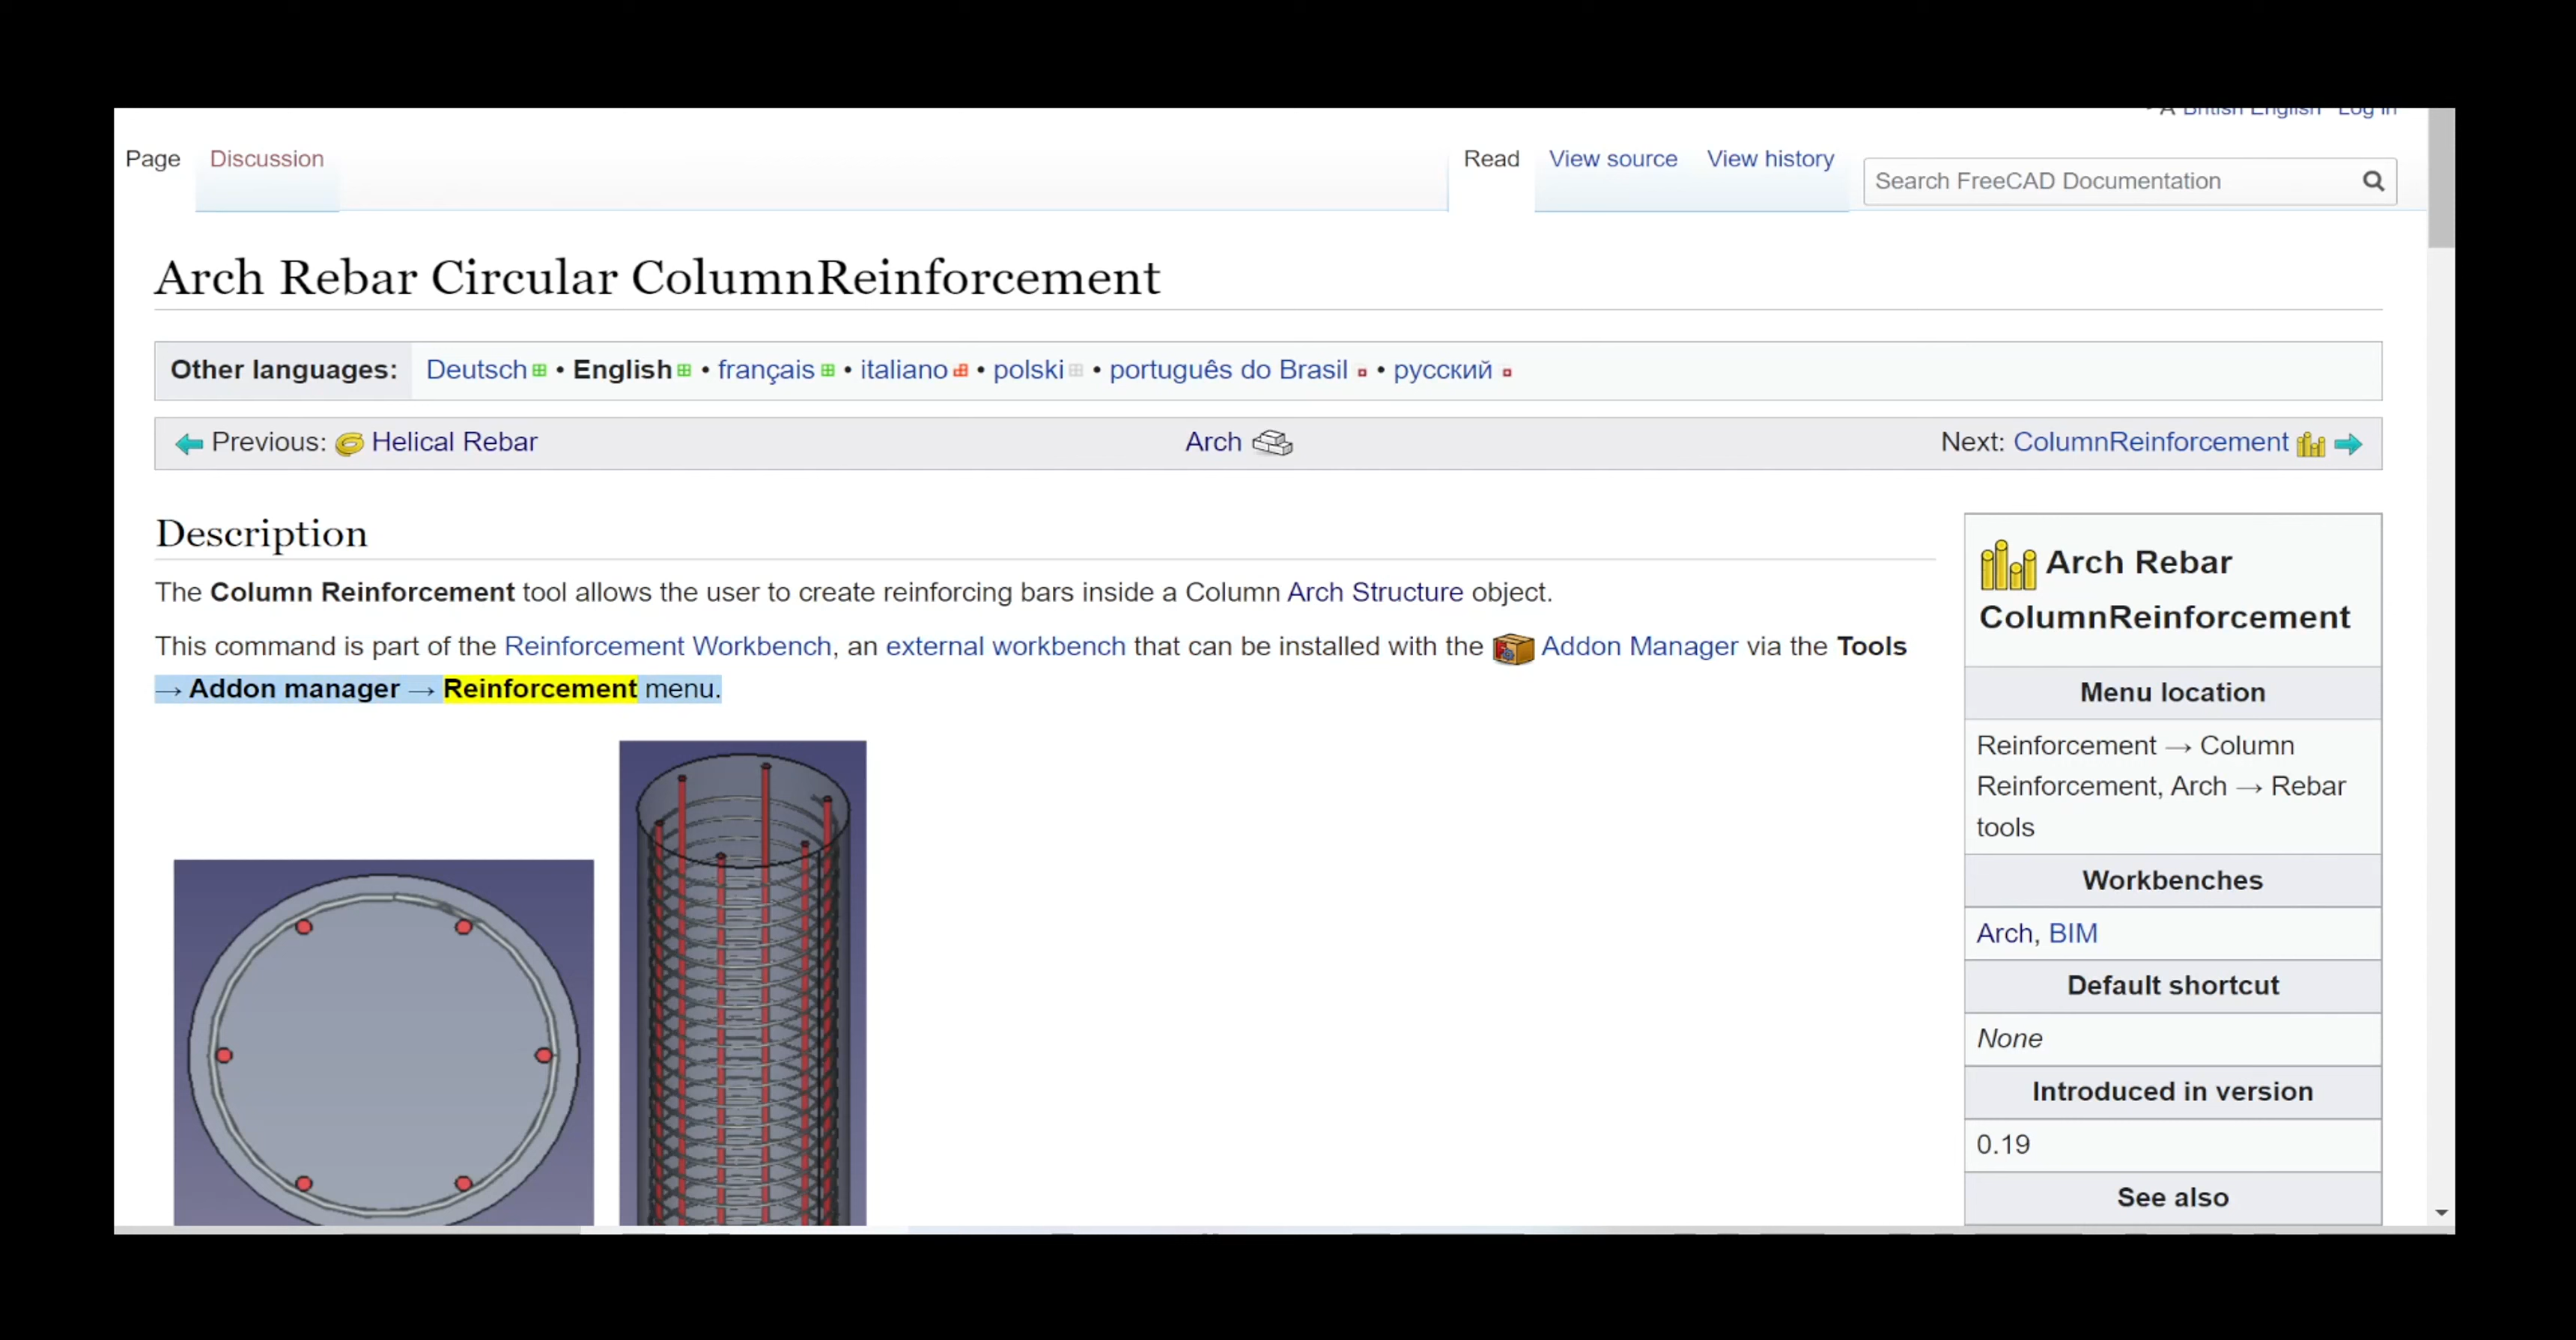 British English Log in
Page Discussion Read View source View history Search FreeCAD Documentation
Arch Rebar Circular ColumnReinforcement
Other languages: Deutsch • English • français • italiano • polski • português do Brasil • русский
Previous: Helical Rebar Arch Next: ColumnReinforcement
Description
The Column Reinforcement tool allows the user to create reinforcing bars inside a Column Arch Structure object.
This command is part of the Reinforcement Workbench, an external workbench that can be installed with the Addon Manager via the Tools
→ Addon manager → Reinforcement menu.
Arch Rebar
ColumnReinforcement
Menu location
Reinforcement → Column
Reinforcement, Arch → Rebar
tools
Workbenches
Arch, BIM
Default shortcut
None
Introduced in version
0.19
See also